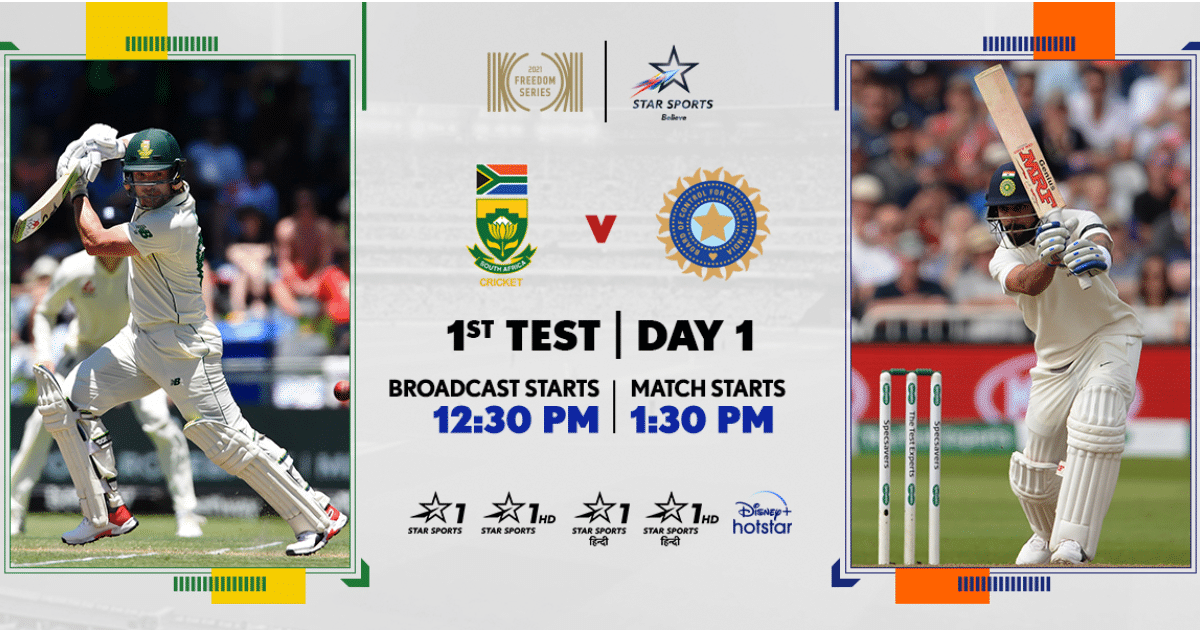 2021
FREEDOM
SERIES
STAR SPORTS
Believe
SOUTH AFRICA
CRICKET
V
BOARD OF CONTROL FOR CRICKET IN INDIA
1ST TEST | DAY 1
BROADCAST STARTS | MATCH STARTS
12:30 PM | 1:30 PM
1 STAR SPORTS
1HD STAR SPORTS
1 STAR SPORTS हिन्दी
1HD STAR SPORTS हिन्दी
Disney+
hotstar
Genius
MRF
Specsavers
The Test Experts
Specsavers